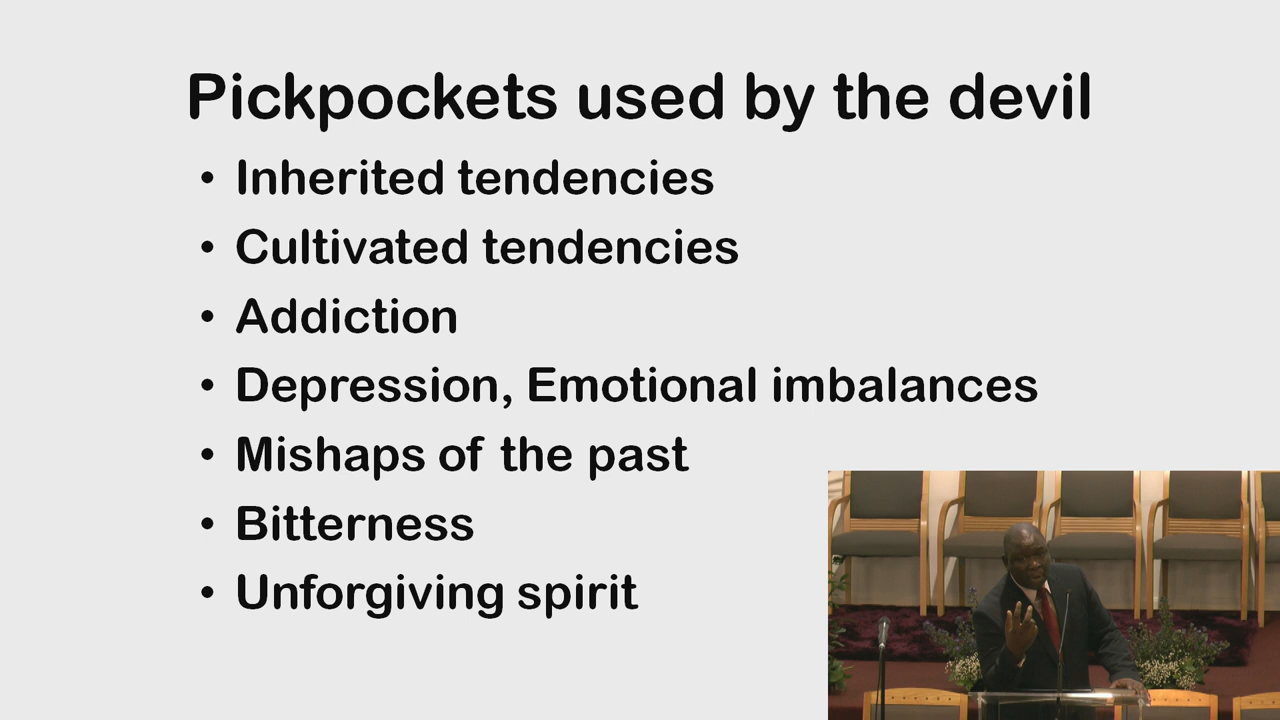 Pickpockets used by the devil
• Inherited tendencies
• Cultivated tendencies
• Addiction
• Depression, Emotional imbalances
• Mishaps of the past
• Bitterness
• Unforgiving spirit